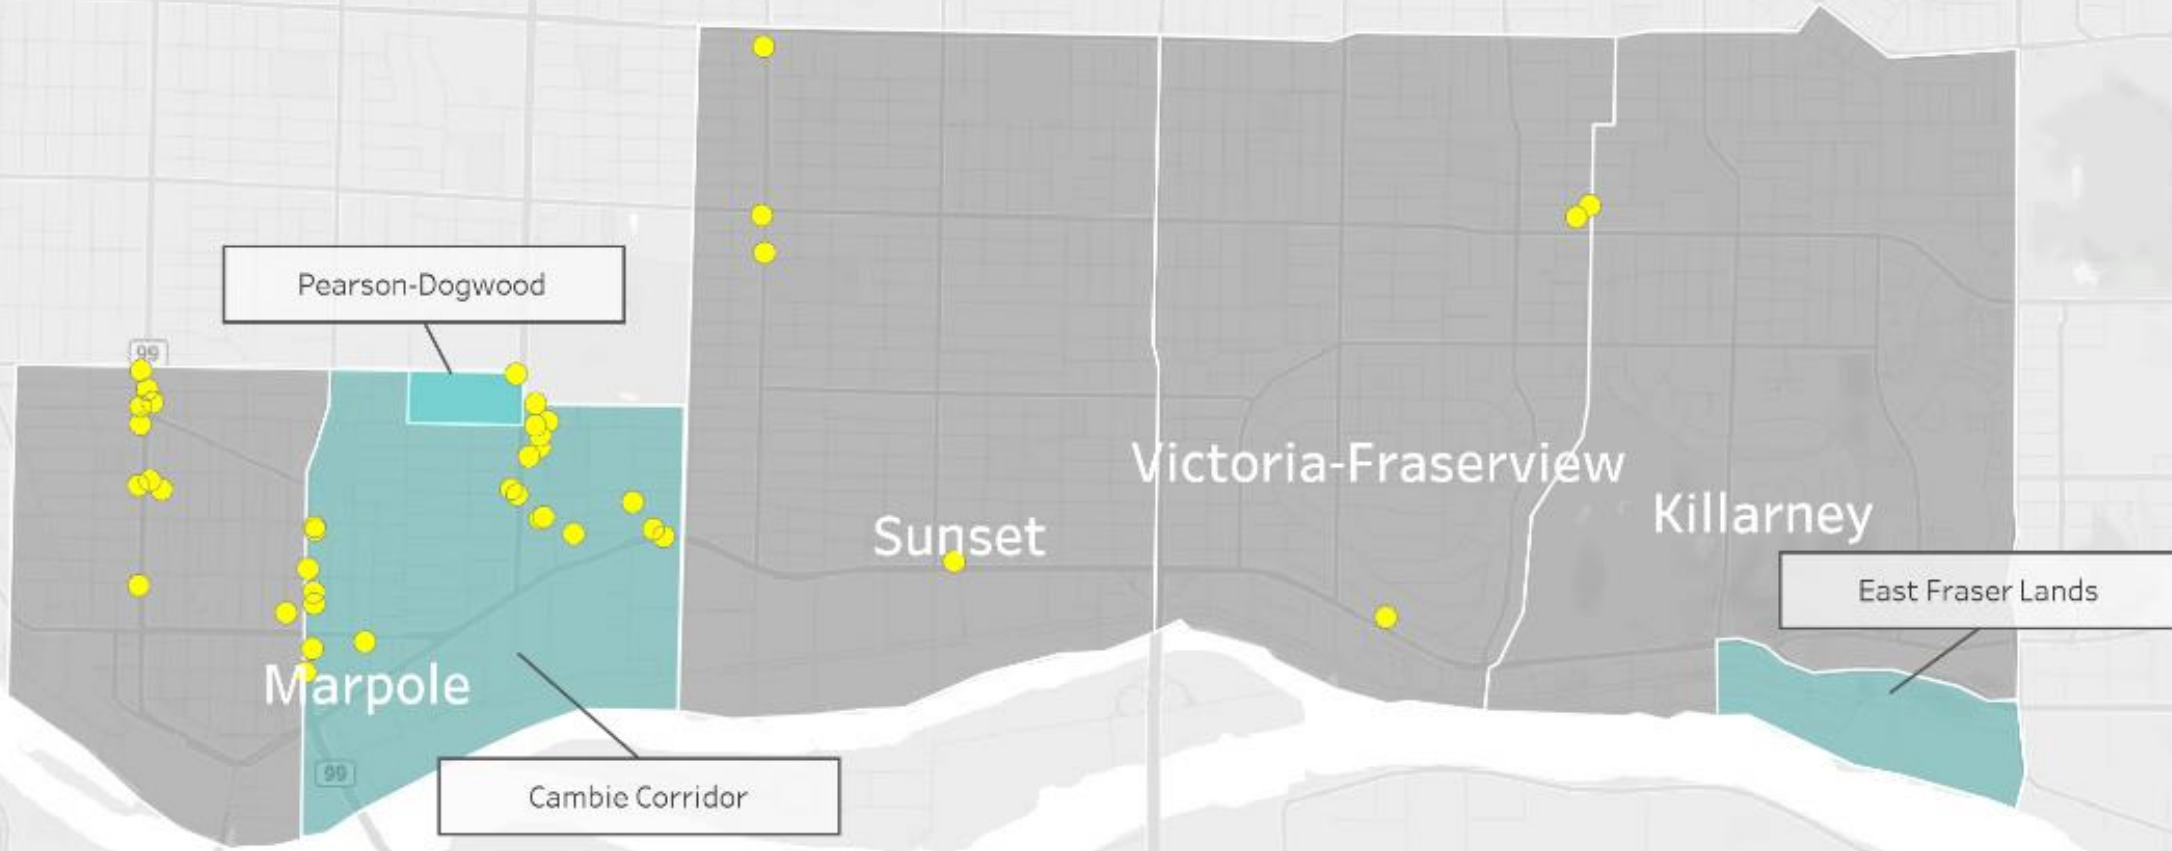 Pearson-Dogwood
99
Victoria-Fraserview
Killarney
Sunset
East Fraser Lands
Marpole
99
Cambie Corridor